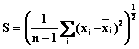 S = ( 1/(n-1) ∑i (xi - x̄i)² )^(1/2)